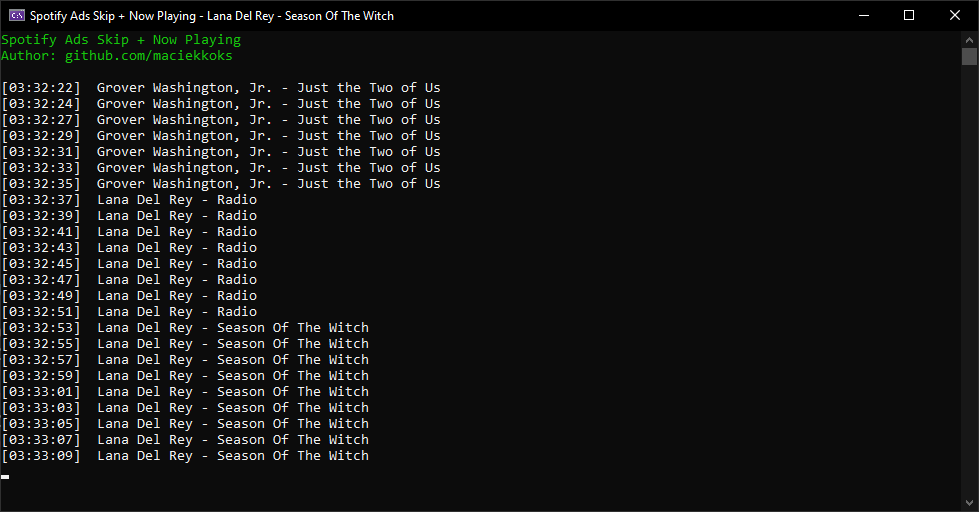 Spotify Ads Skip + Now Playing - Lana Del Rey - Season Of The Witch
Spotify Ads Skip + Now Playing
Author: github.com/maciekkoks
[03:32:22]  Grover Washington, Jr. - Just the Two of Us
[03:32:24]  Grover Washington, Jr. - Just the Two of Us
[03:32:27]  Grover Washington, Jr. - Just the Two of Us
[03:32:29]  Grover Washington, Jr. - Just the Two of Us
[03:32:31]  Grover Washington, Jr. - Just the Two of Us
[03:32:33]  Grover Washington, Jr. - Just the Two of Us
[03:32:35]  Grover Washington, Jr. - Just the Two of Us
[03:32:37]  Lana Del Rey - Radio
[03:32:39]  Lana Del Rey - Radio
[03:32:41]  Lana Del Rey - Radio
[03:32:43]  Lana Del Rey - Radio
[03:32:45]  Lana Del Rey - Radio
[03:32:47]  Lana Del Rey - Radio
[03:32:49]  Lana Del Rey - Radio
[03:32:51]  Lana Del Rey - Radio
[03:32:53]  Lana Del Rey - Season Of The Witch
[03:32:55]  Lana Del Rey - Season Of The Witch
[03:32:57]  Lana Del Rey - Season Of The Witch
[03:32:59]  Lana Del Rey - Season Of The Witch
[03:33:01]  Lana Del Rey - Season Of The Witch
[03:33:03]  Lana Del Rey - Season Of The Witch
[03:33:05]  Lana Del Rey - Season Of The Witch
[03:33:07]  Lana Del Rey - Season Of The Witch
[03:33:09]  Lana Del Rey - Season Of The Witch